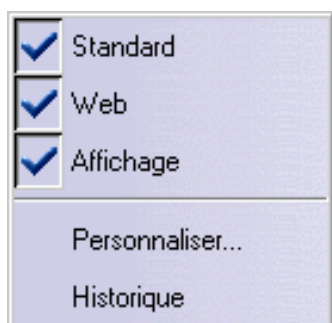 Standard
Web
Affichage
Personnaliser...
Historique